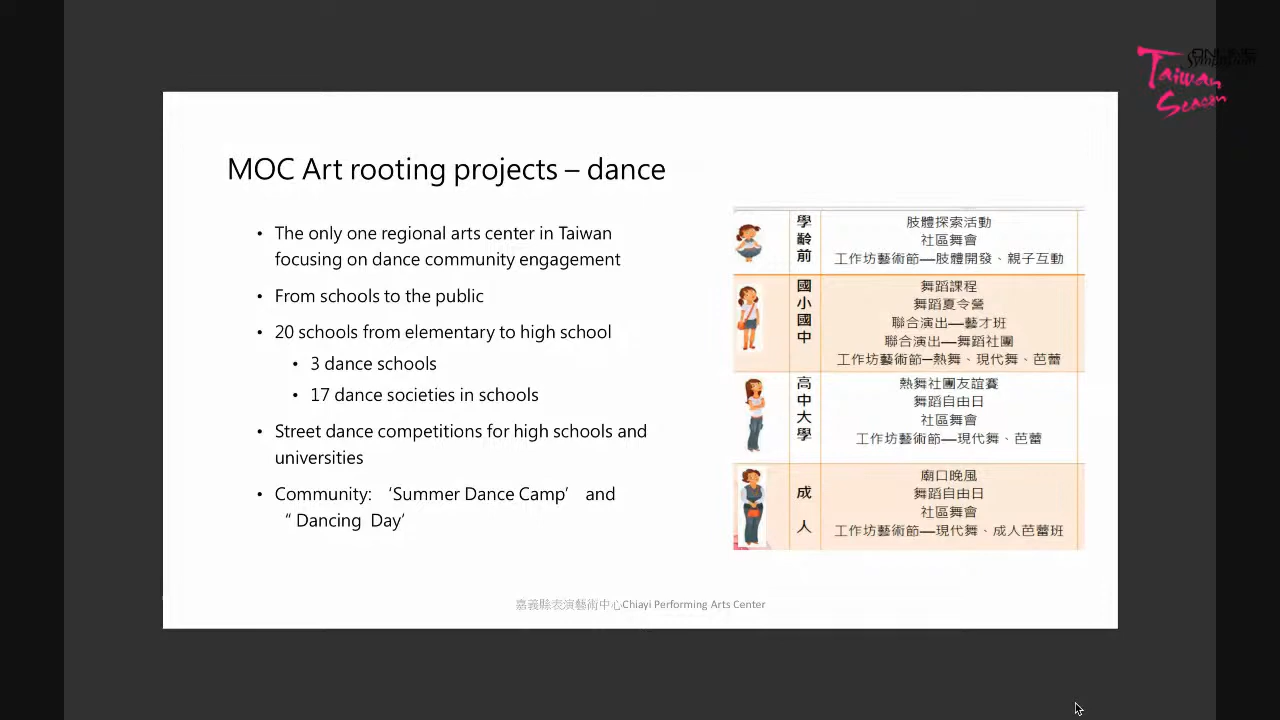 ONLINE
Symposium
Taiwan
Season
MOC Art rooting projects – dance
• The only one regional arts center in Taiwan
focusing on dance community engagement
• From schools to the public
• 20 schools from elementary to high school
• 3 dance schools
• 17 dance societies in schools
• Street dance competitions for high schools and
universities
• Community: ‘Summer Dance Camp’ and
“ Dancing Day’
學齡前
肢體探索活動
社區舞會
工作坊藝術節—肢體開發、親子互動
國小國中
舞蹈課程
舞蹈夏令營
聯合演出—藝才班
聯合演出—舞蹈社團
工作坊藝術節—熱舞、現代舞、芭蕾
高中大學
熱舞社團友誼賽
舞蹈自由日
社區舞會
工作坊藝術節—現代舞、芭蕾
成人
廟口晚風
舞蹈自由日
社區舞會
工作坊藝術節—現代舞、成人芭蕾班
嘉義縣表演藝術中心Chiayi Performing Arts Center